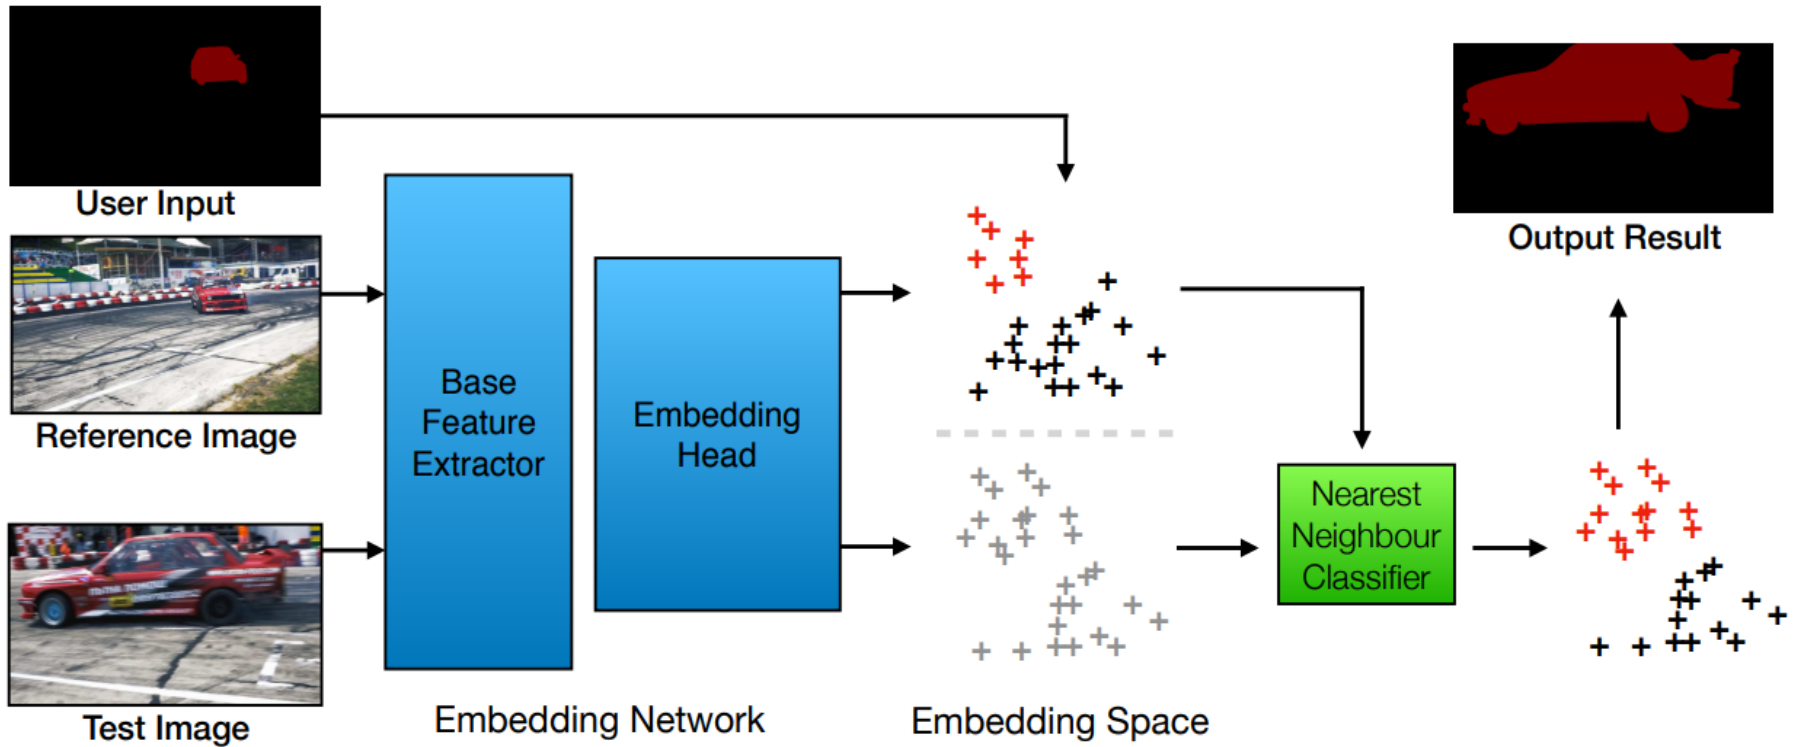 User Input
Reference Image
Test Image
Base
Feature
Extractor
Embedding
Head
Embedding Network
Embedding Space
Nearest
Neighbour
Classifier
Output Result